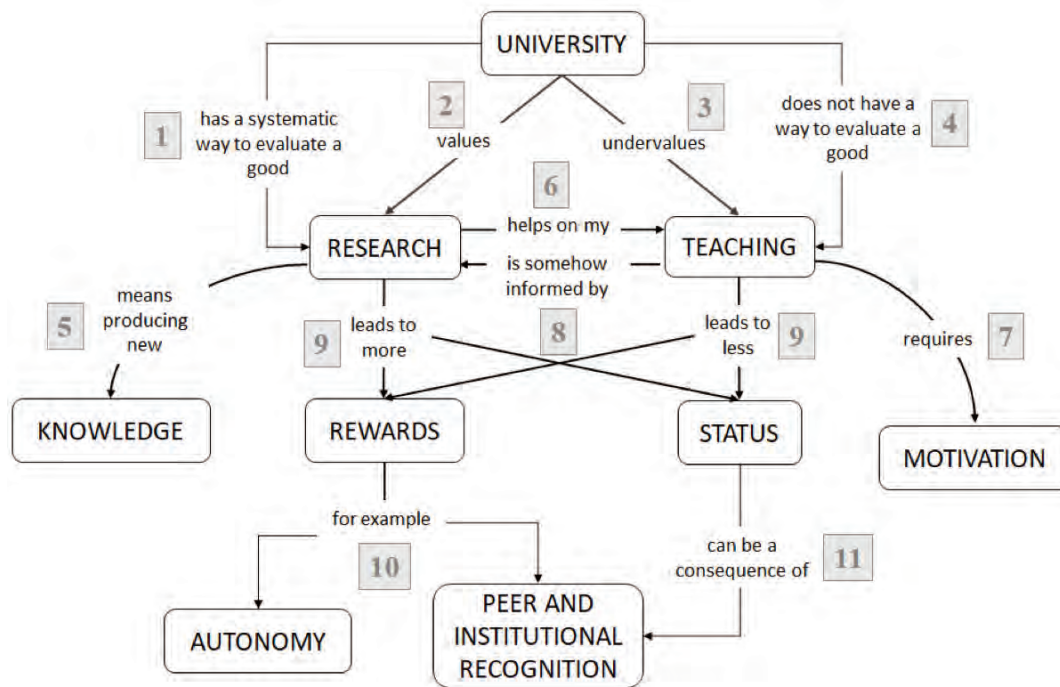 UNIVERSITY
1
has a systematic
way to evaluate a
good
2
values
3
undervalues
does not have a
way to evaluate a
good
4
6
RESEARCH
helps on my
TEACHING
is somehow
informed by
means
producing
new
5
9
leads to
more
8
leads to
less
9
requires
7
KNOWLEDGE
REWARDS
STATUS
MOTIVATION
for example
10
can be a
consequence of
11
AUTONOMY
PEER AND
INSTITUTIONAL
RECOGNITION